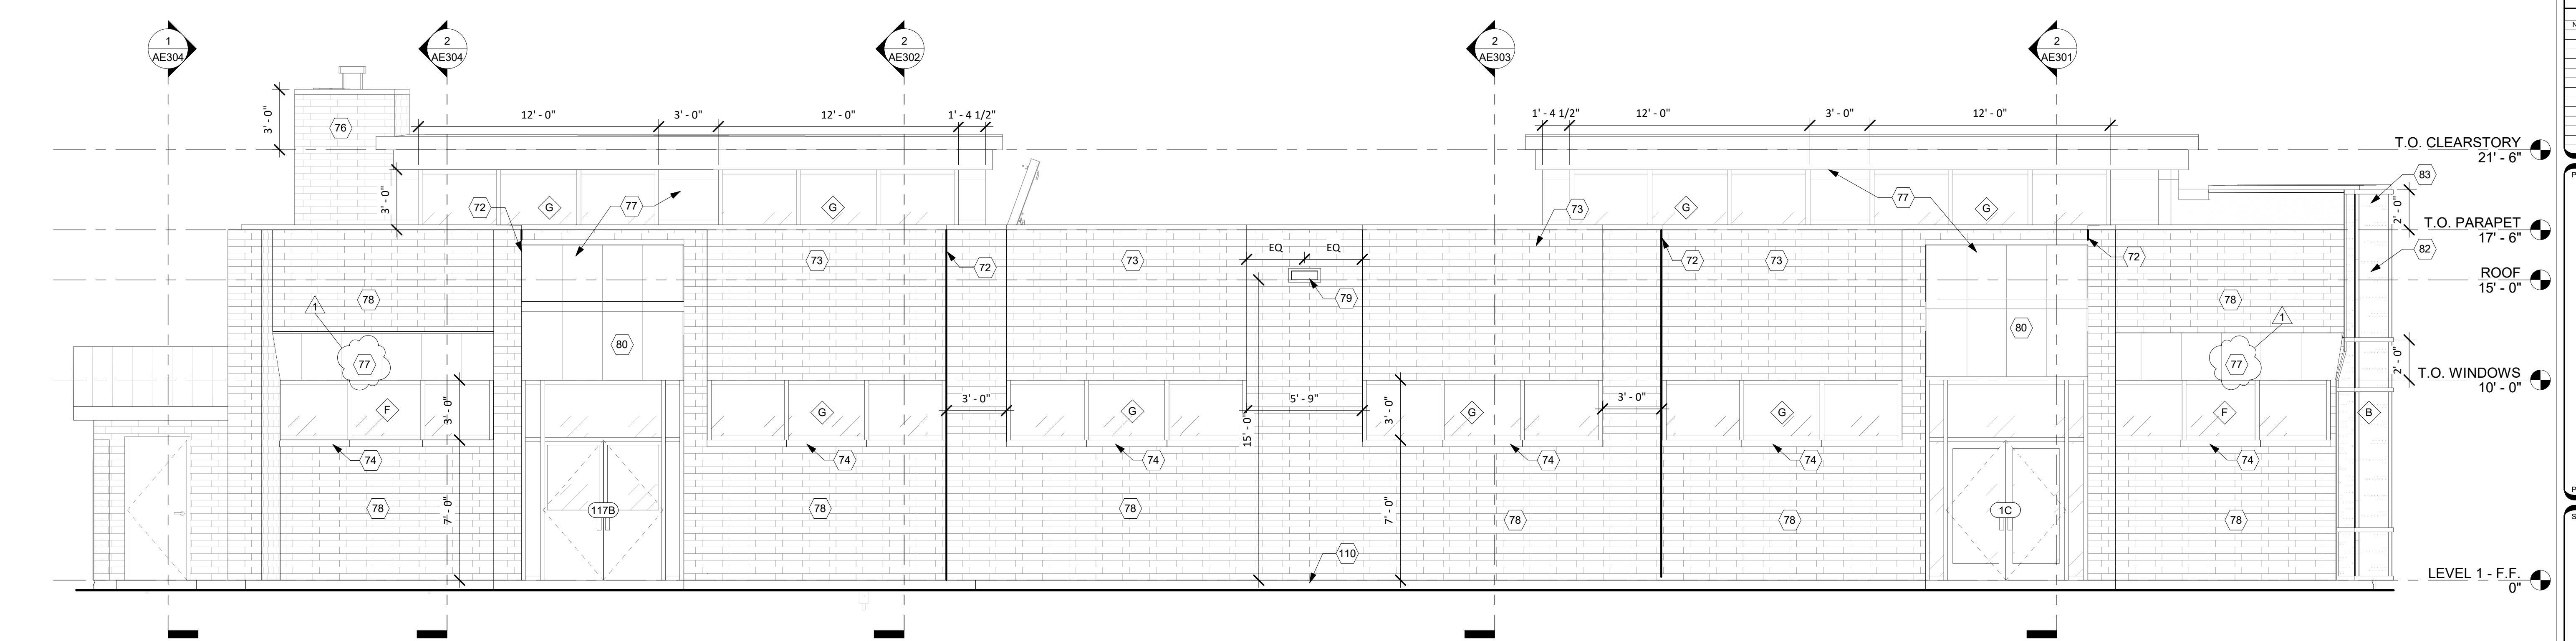 1
AE304
2
AE304
2
AE302
2
AE303
2
AE301
3' - 0"
76
12' - 0"
3' - 0"
12' - 0"
1' - 4 1/2"
1' - 4 1/2"
12' - 0"
3' - 0"
12' - 0"
T.O. CLEARSTORY
21' - 6"
83
3' - 0"
72
G
77
G
73
G
77
G
2' - 0"
T.O. PARAPET
17' - 6"
EQ
EQ
73
72
73
72
73
72
82
ROOF
15' - 0"
78
1
79
78
1
80
80
77
77
2' - 0"
T.O. WINDOWS
10' - 0"
F
3' - 0"
G
3' - 0"
G
5' - 9"
15' - 0"
3' - 0"
G
3' - 0"
G
F
B
74
74
74
74
74
74
78
7' - 0"
117B
78
78
7' - 0"
78
78
1C
78
110
LEVEL 1 - F.F.
0"